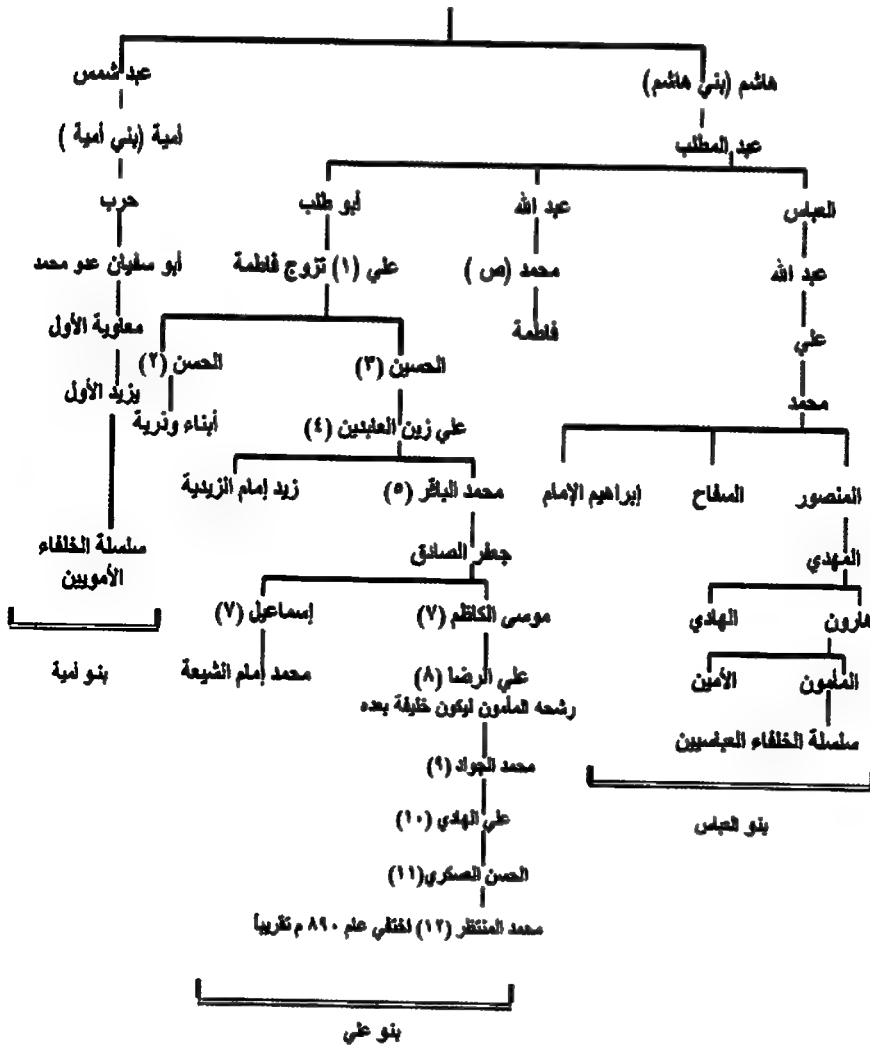 هاشم (بني هاشم)
عبد شمس
عبد المطلب
أمية (بني أمية)
العباس
عبد الله
أبو طلب
حرب
عبد الله
محمد (ص)
علي (١) تزوج فاطمة
أبو سفيان عدو محمد
علي
فاطمة
الحسين (٣)
الحسن (٢)
معاوية الأول
محمد
علي زين العابدين (٤)
أبناء وذرية
يزيد الأول
المنصور
السفاح
إبراهيم الإمام
محمد الباقر (٥)
زيد إمام الزيدية
المهدي
جعفر الصادق
سلسلة الخلفاء
الأمويين
هارون
الهادي
موسى الكاظم (٧)
إسماعيل (٧)
بنو أمية
المأمون
الأمين
علي الرضا (٨)
محمد إمام الشيعة
رشحه المأمون ليكون خليفة بعده
سلسلة الخلفاء العباسيين
محمد الجواد (٩)
بنو العباس
علي الهادي (١٠)
الحسن العسكري(١١)
محمد المنتظر (١٢) اختفي عام ٨٩٠ م تقريباً
بنو علي